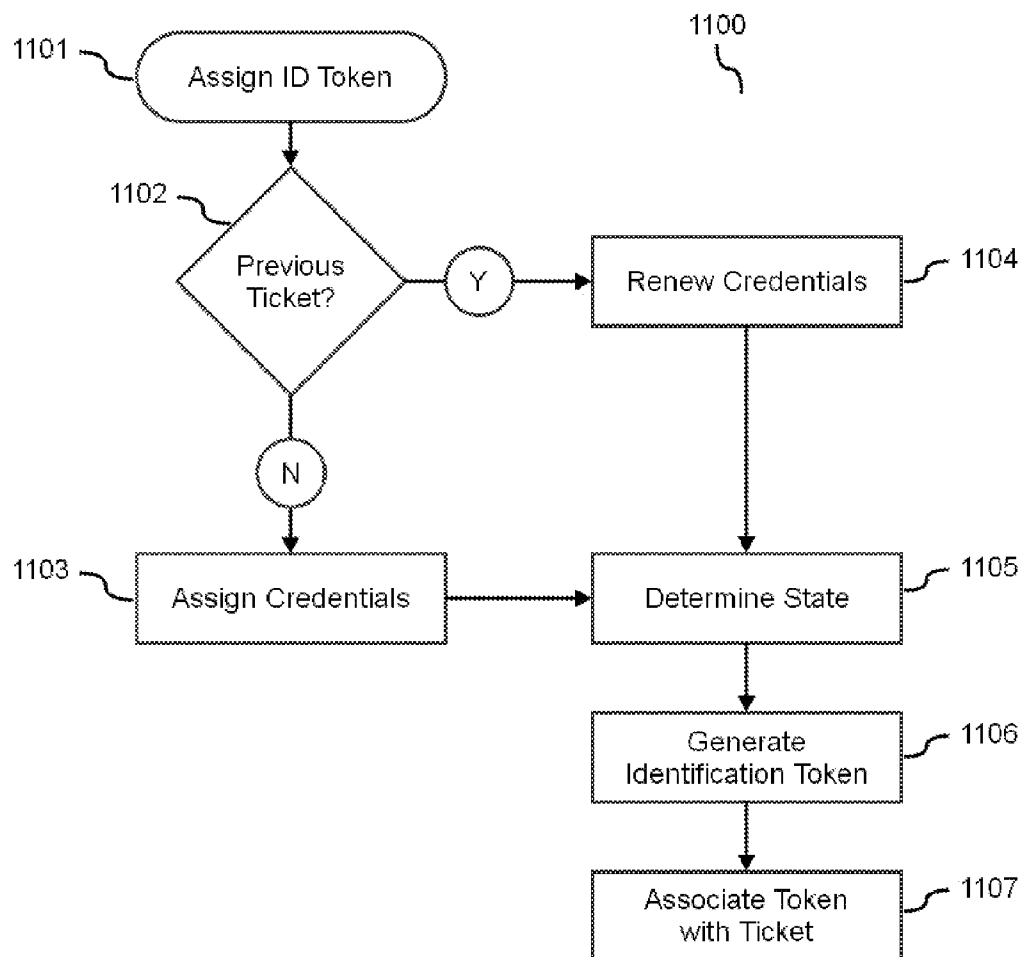 1100
1101
Assign ID Token
1102
Previous
Ticket?
Y
Renew Credentials
1104
N
1103
Assign Credentials
Determine State
1105
Generate
Identification Token
1106
Associate Token
with Ticket
1107